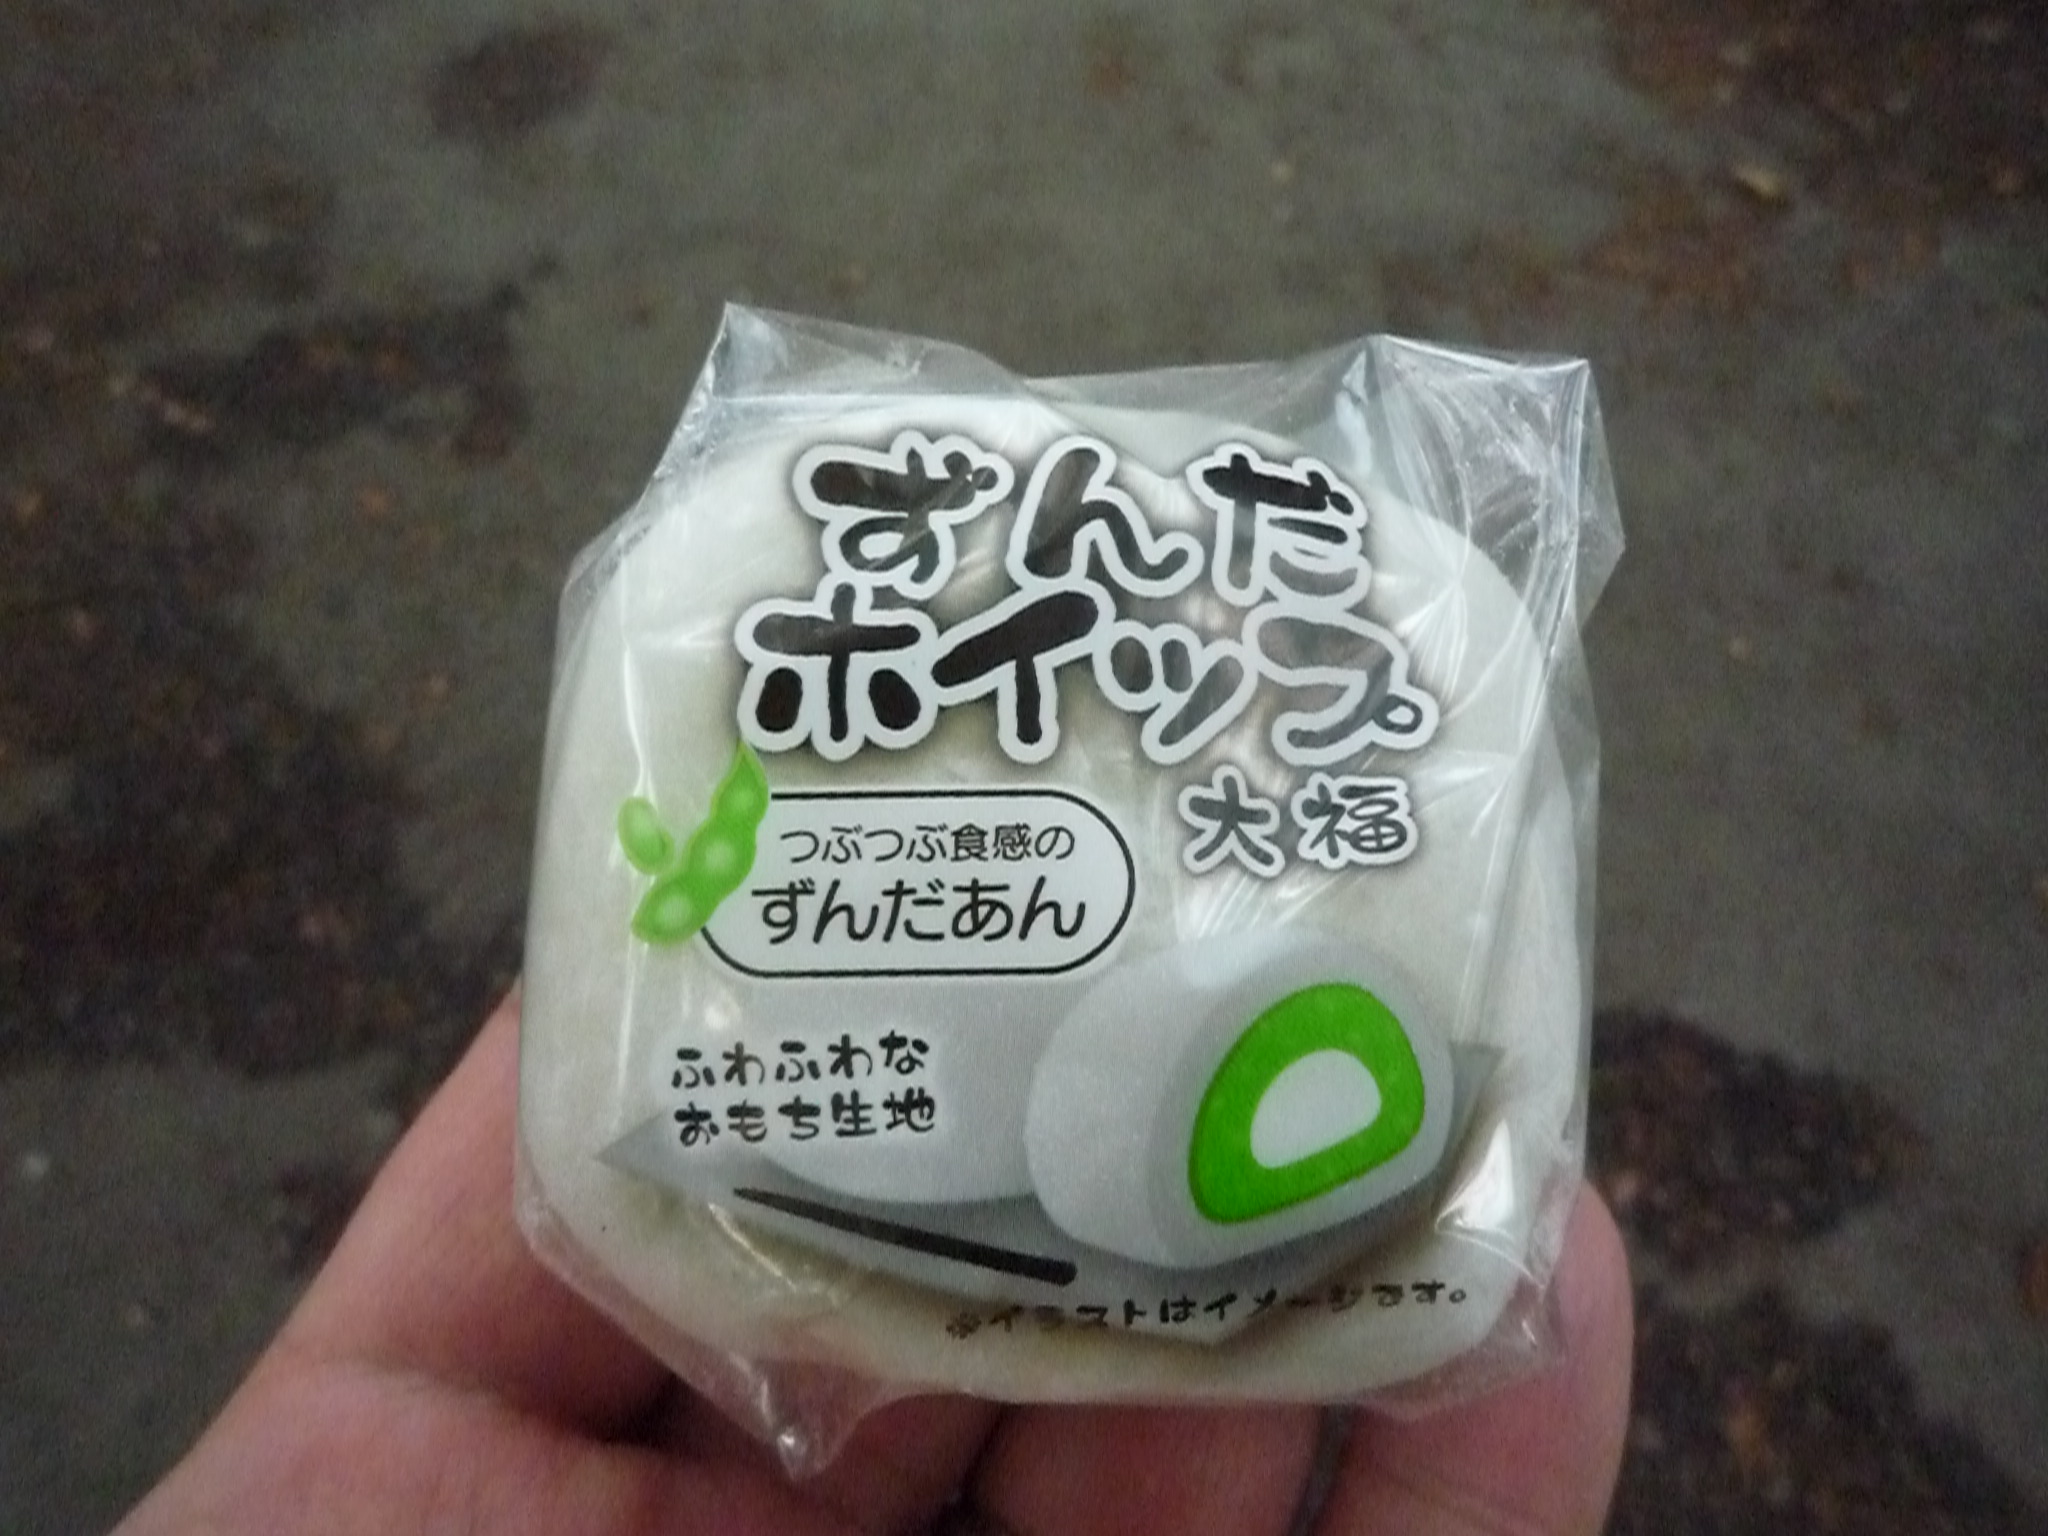 ずんだ
ホイップ
大福
つぶつぶ食感の
ずんだあん
ふわふわな
おもち生地
※イラストはイメージです。